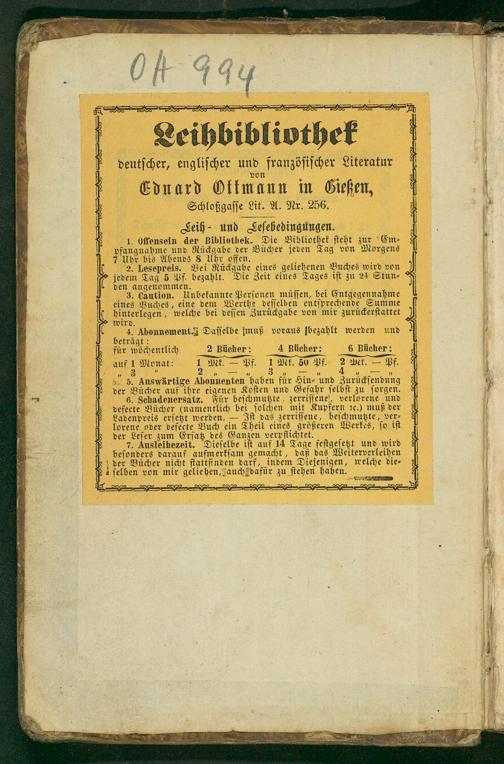 OA 994
Leihbibliothek
deutscher, englischer und französischer Literatur
von
Eduard Ottmann in Gießen,
Schloßgasse Lit. A. Nr. 256.
Leih- und Lesebedingungen.
1. Offensein der Bibliothek. Die Bibliothek steht zur Em-
pfangnahme und Rückgabe der Bücher jeden Tag von Morgens
7 Uhr bis Abends 8 Uhr offen.
2. Lesepreis. Bei Rückgabe eines geliehenen Buches wird von
jedem Tag 5 Pf. bezahlt. Die Zeit eines Tages ist zu 24 Stun-
den angenommen.
3. Caution. Unbekannte Personen müssen, bei Entgegennahme
eines Buches, eine dem Werthe desselben entsprechende Summe
hinterlegen, welche bei dessen Zurückgabe von mir zurückerstattet
wird.
4. Abonnement. Dasselbe muß voraus bezahlt werden und
beträgt:
für wöchentlich 2 Bücher: 4 Bücher: 6 Bücher:
auf 1 Monat: 1 Mk. — Pf. 1 Mk. 50 Pf. 2 Mk. — Pf.
„ 3 „ 2 „ — „ 3 „ — „ 4 „ — „
5. Auswärtige Abonnenten haben für Hin- und Zurücksendung
der Bücher auf ihre eigenen Kosten und Gefahr selbst zu sorgen.
6. Schadenersatz. Für beschmutzte, zerrissene, verlorene und
defecte Bücher (namentlich bei solchen mit Kupfern ꝛc.) muß der
Ladenpreis ersetzt werden. — Ist das zerrissene, beschmutzte, ver-
lorene oder defecte Buch ein Theil eines größeren Werkes, so ist
der Leser zum Ersatz des Ganzen verpflichtet.
7. Ausleihezeit. Dieselbe ist auf 14 Tage festgesetzt und wird
besonders darauf aufmerksam gemacht, daß das Weiterverleihen
der Bücher nicht stattfinden darf, indem Diejenigen, welche die-
selben von mir geliehen, auch dafür zu stehen haben.